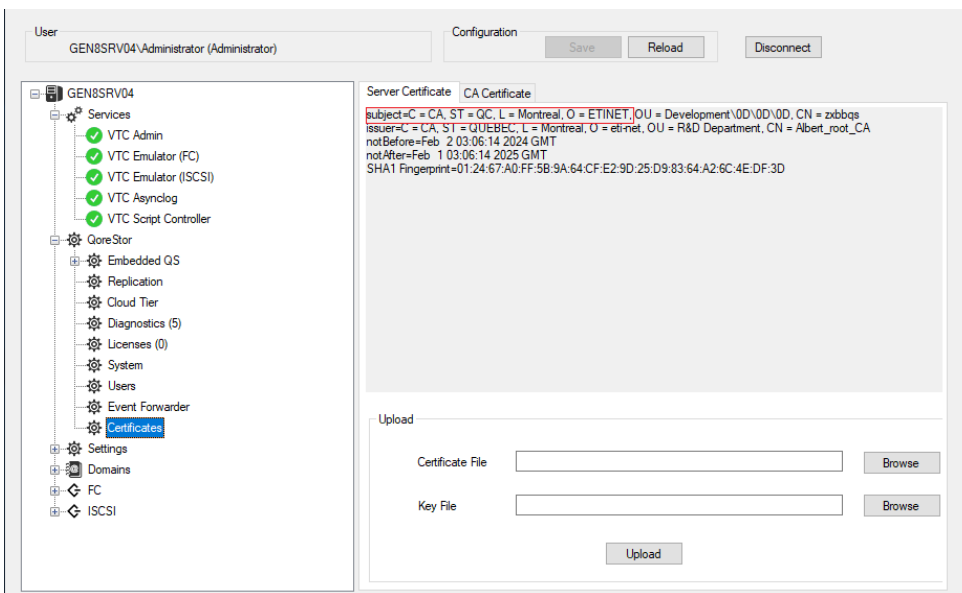 User
GEN8SRV04\Administrator (Administrator)
Configuration
Save
Reload
Disconnect
GEN8SRV04
Services
VTC Admin
VTC Emulator (FC)
VTC Emulator (ISCSI)
VTC Asynclog
VTC Script Controller
QoreStor
Embedded QS
Replication
Cloud Tier
Diagnostics (5)
Licenses (0)
System
Users
Event Forwarder
Certificates
Settings
Domains
FC
ISCSI
Server Certificate
CA Certificate
subject=C = CA, ST = QC, L = Montreal, O = ETINET, OU = Development\0D\0D\0D, CN = zxbbqs
issuer=C = CA, ST = QUEBEC, L = Montreal, O = eti-net, OU = R&D Department, CN = Albert_root_CA
notBefore=Feb  2 03:06:14 2024 GMT
notAfter=Feb  1 03:06:14 2025 GMT
SHA1 Fingerprint=01:24:67:A0:FF:5B:9A:64:CF:E2:9D:25:D9:83:64:A2:6C:4E:DF:3D
Upload
Certificate File
Browse
Key File
Browse
Upload